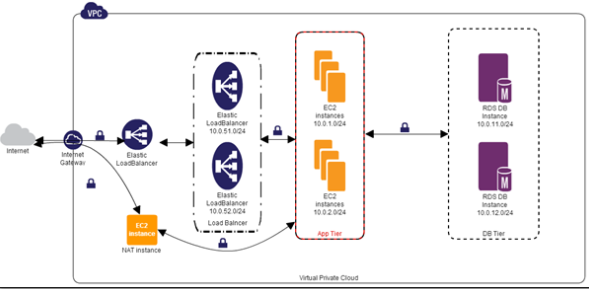 VPC
Elastic
LoadBalancer
10.0.51.0/24
Elastic
LoadBalancer
10.0.52.0/24
Load Balncer
EC2
instances
10.0.1.0/24
EC2
instances
10.0.2.0/24
App Tier
M
RDS DB
Instance
10.0.11.0/24
M
RDS DB
Instance
10.0.12.0/24
DB Tier
Internet
Internet
Gateway
Elastic
LoadBalancer
EC2
instance
NAT instance
Virtual Private Cloud